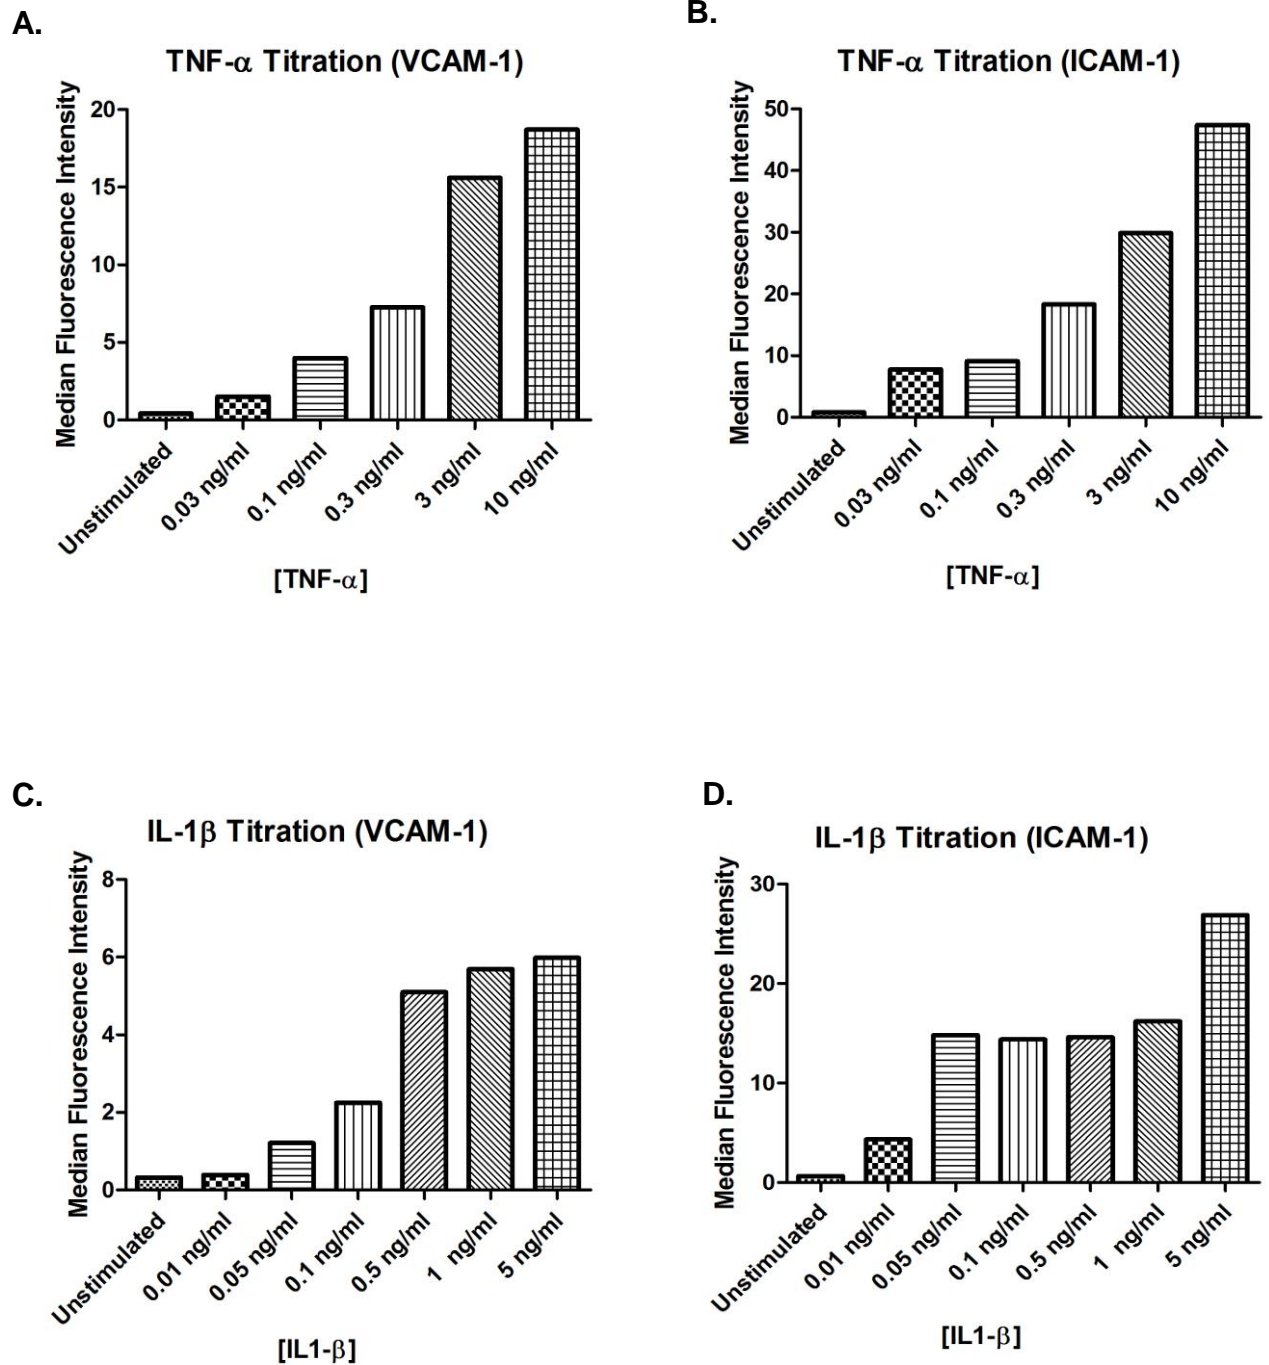 A.
TNF-α Titration (VCAM-1)
Median Fluorescence Intensity
20
15
10
5
0
Unstimulated
0.03 ng/ml
0.1 ng/ml
0.3 ng/ml
3 ng/ml
10 ng/ml
[TNF-α]
B.
TNF-α Titration (ICAM-1)
Median Fluorescence Intensity
50
40
30
20
10
0
Unstimulated
0.03 ng/ml
0.1 ng/ml
0.3 ng/ml
3 ng/ml
10 ng/ml
[TNF-α]
C.
IL-1β Titration (VCAM-1)
Median Fluorescence Intensity
8
6
4
2
0
Unstimulated
0.01 ng/ml
0.05 ng/ml
0.1 ng/ml
0.5 ng/ml
1 ng/ml
5 ng/ml
[IL1-β]
D.
IL-1β Titration (ICAM-1)
Median Fluorescence Intensity
30
20
10
0
Unstimulated
0.01 ng/ml
0.05 ng/ml
0.1 ng/ml
0.5 ng/ml
1 ng/ml
5 ng/ml
[IL1-β]